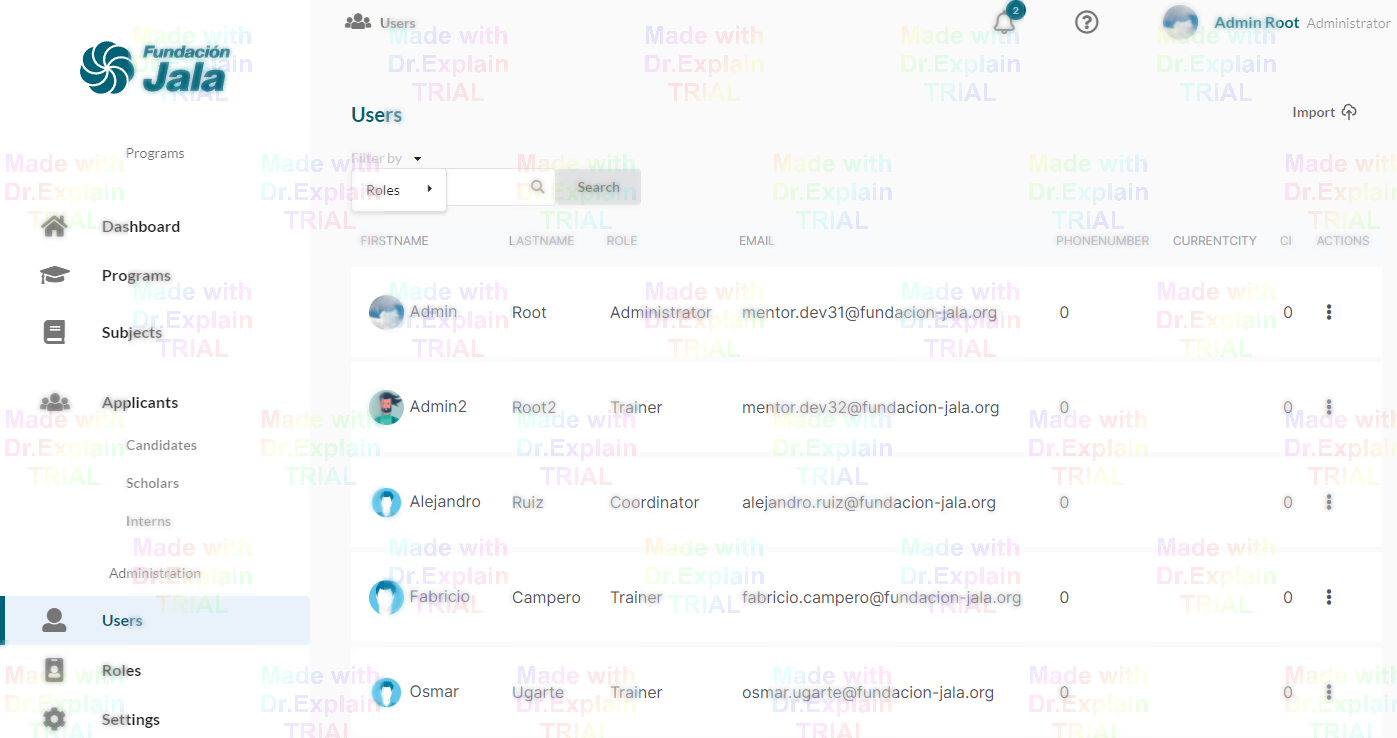 Fundación
Jala
Programs
Dashboard
Programs
Subjects
Applicants
Candidates
Scholars
Interns
Administration
Users
Roles
Settings
Users
2
Admin Root Administrator
Users
Import
Filter by
Roles
Search
FIRSTNAME LASTNAME ROLE EMAIL PHONENUMBER CURRENTCITY CI ACTIONS
Admin Root Administrator mentor.dev31@fundacion-jala.org 0 0
Admin2 Root2 Trainer mentor.dev32@fundacion-jala.org 0 0
Alejandro Ruiz Coordinator alejandro.ruiz@fundacion-jala.org 0 0
Fabricio Campero Trainer fabricio.campero@fundacion-jala.org 0 0
Osmar Ugarte Trainer osmar.ugarte@fundacion-jala.org 0 0
Made with
Dr.Explain
TRIAL